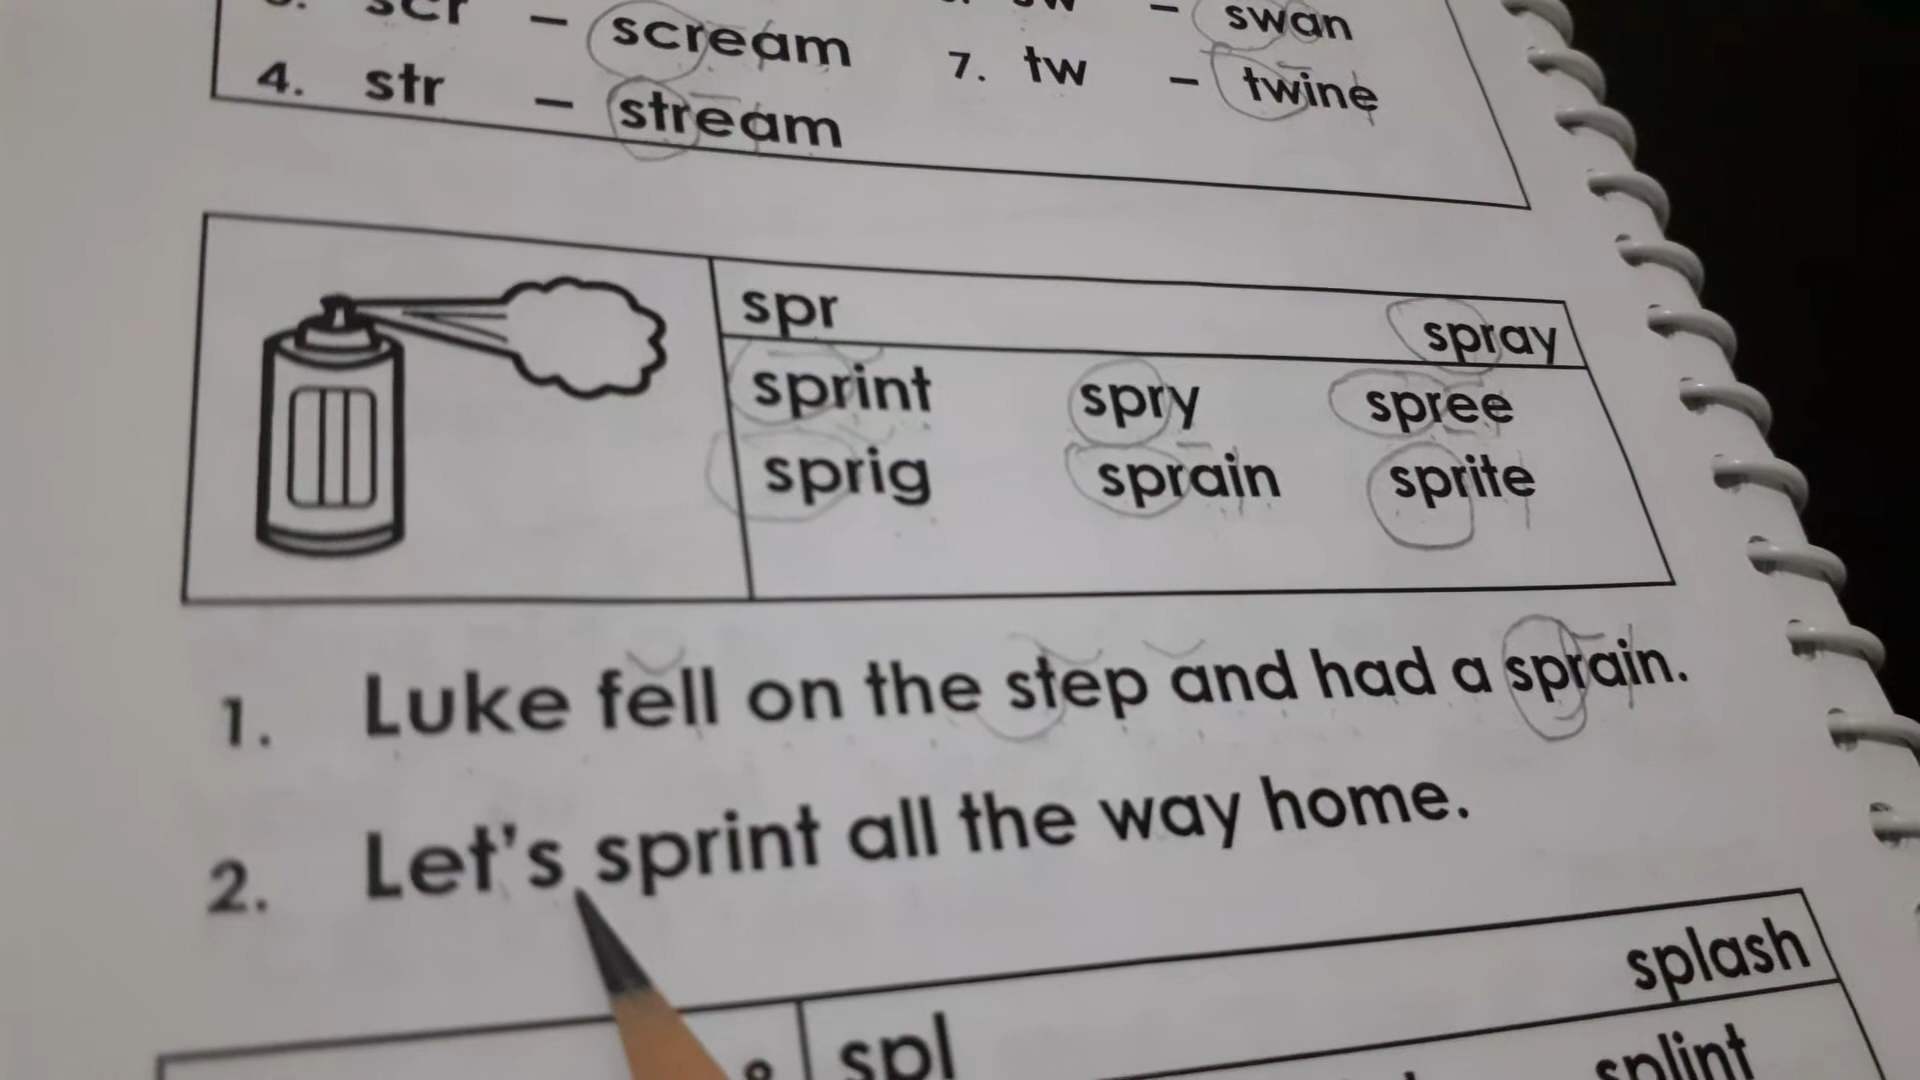 scr – scream
swan
4. str – stream
7. tw – twine
spr spray
sprint spry spree
sprig sprain sprite
1. Luke fell on the step and had a sprain.
2. Let's sprint all the way home.
spl splash
splint